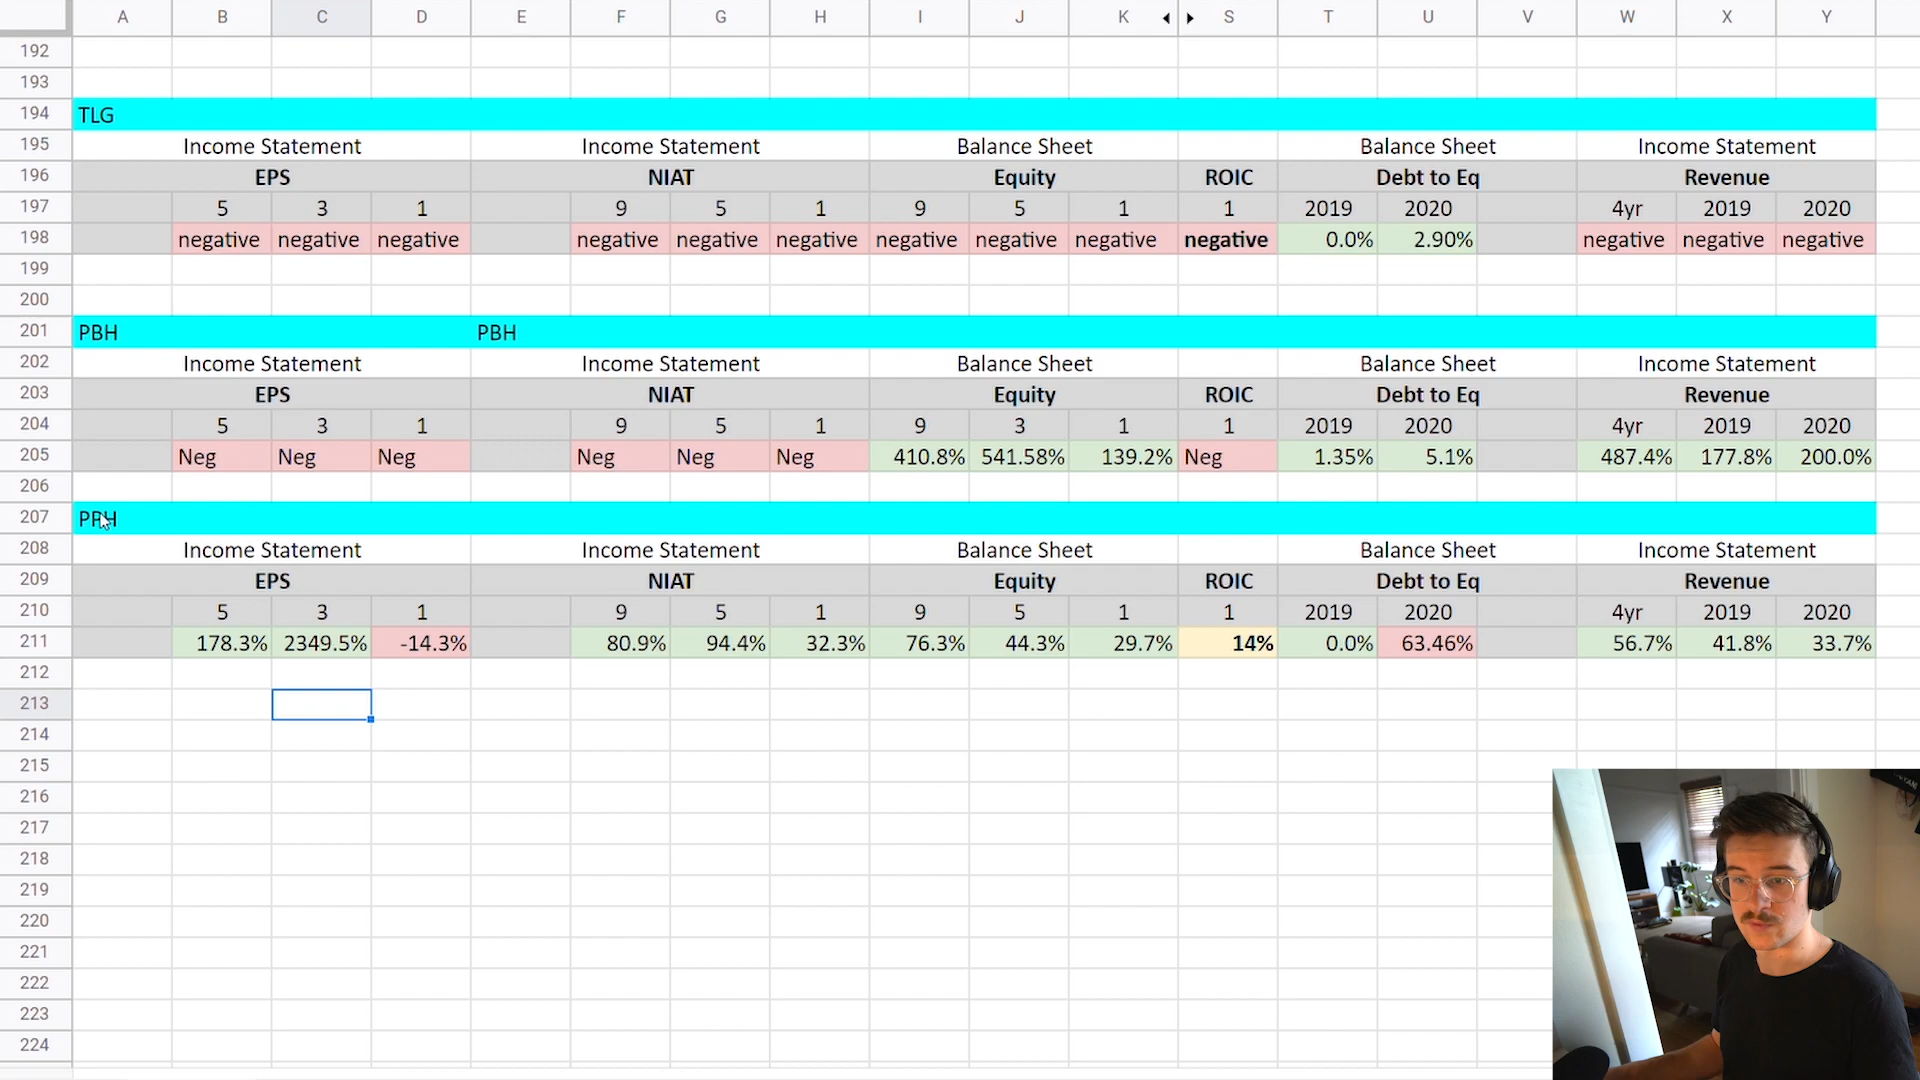 A B C D E F G H I J K S T U V W X Y
192
193
194 TLG
195 Income Statement Income Statement Balance Sheet Balance Sheet Income Statement
196 EPS NIAT Equity ROIC Debt to Eq Revenue
197 5 3 1 9 5 1 9 5 1 1 2019 2020 4yr 2019 2020
198 negative negative negative negative negative negative negative negative negative negative 0.0% 2.90% negative negative negative
199
200
201 PBH PBH
202 Income Statement Income Statement Balance Sheet Balance Sheet Income Statement
203 EPS NIAT Equity ROIC Debt to Eq Revenue
204 5 3 1 9 5 1 9 3 1 1 2019 2020 4yr 2019 2020
205 Neg Neg Neg Neg Neg Neg 410.8% 541.58% 139.2% Neg 1.35% 5.1% 487.4% 177.8% 200.0%
206
207
208 Income Statement Income Statement Balance Sheet Balance Sheet Income Statement
209 EPS NIAT Equity ROIC Debt to Eq Revenue
210 5 3 1 9 5 1 9 5 1 1 2019 2020 4yr 2019 2020
211 178.3% 2349.5% -14.3% 80.9% 94.4% 32.3% 76.3% 44.3% 29.7% 14% 0.0% 63.46% 56.7% 41.8% 33.7%
212
213
214
215
216
217
218
219
220
221
222
223
224